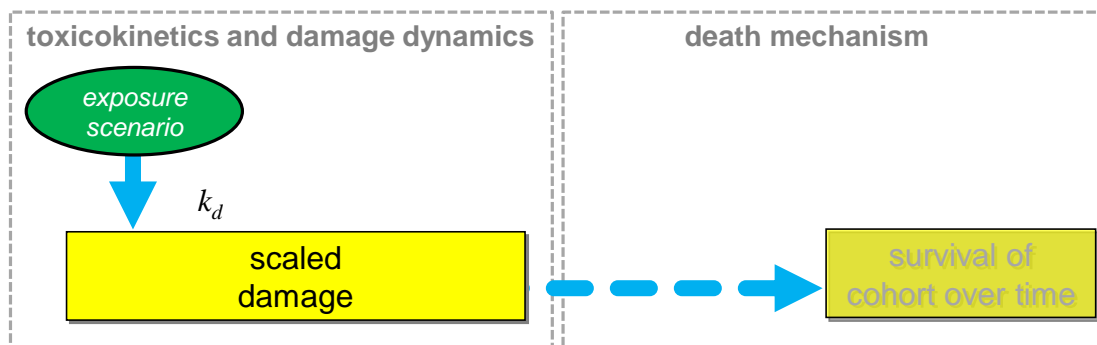 toxicokinetics and damage dynamics
death mechanism
exposure
scenario
k_d
scaled
damage
survival of
cohort over time